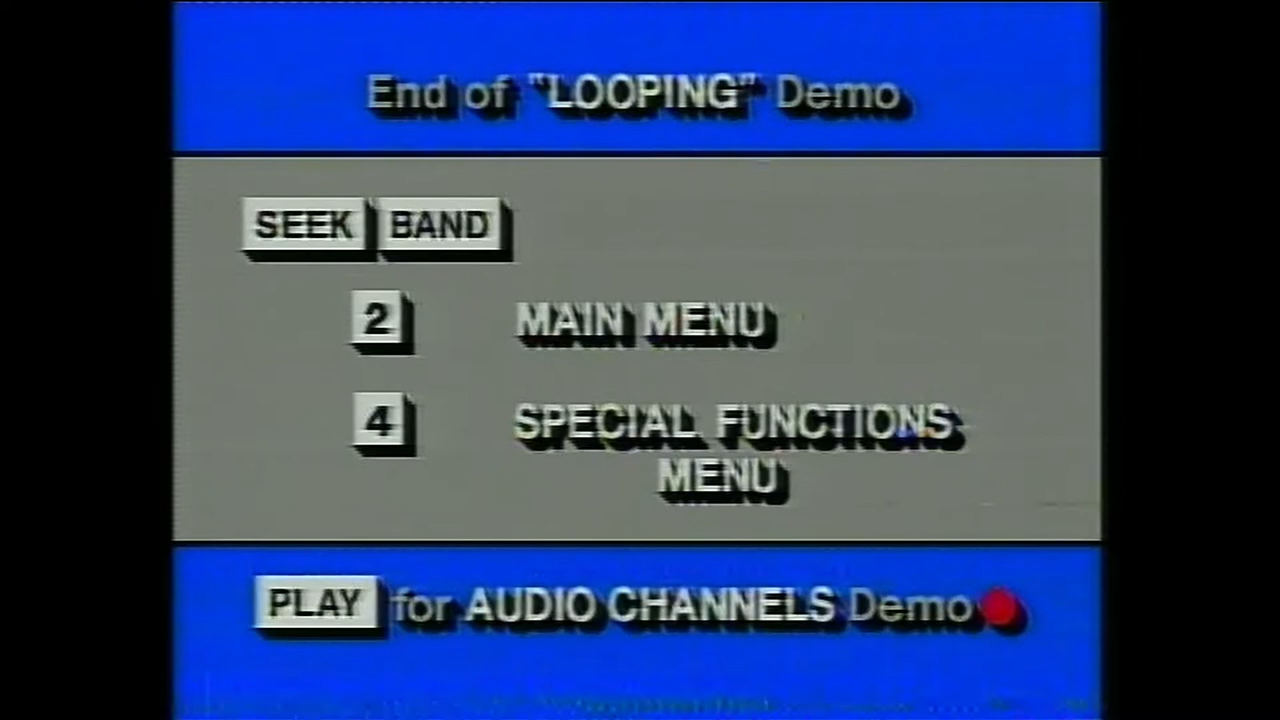 End of "LOOPING" Demo
SEEK BAND
2 MAIN MENU
4 SPECIAL FUNCTIONS
MENU
PLAY for AUDIO CHANNELS Demo